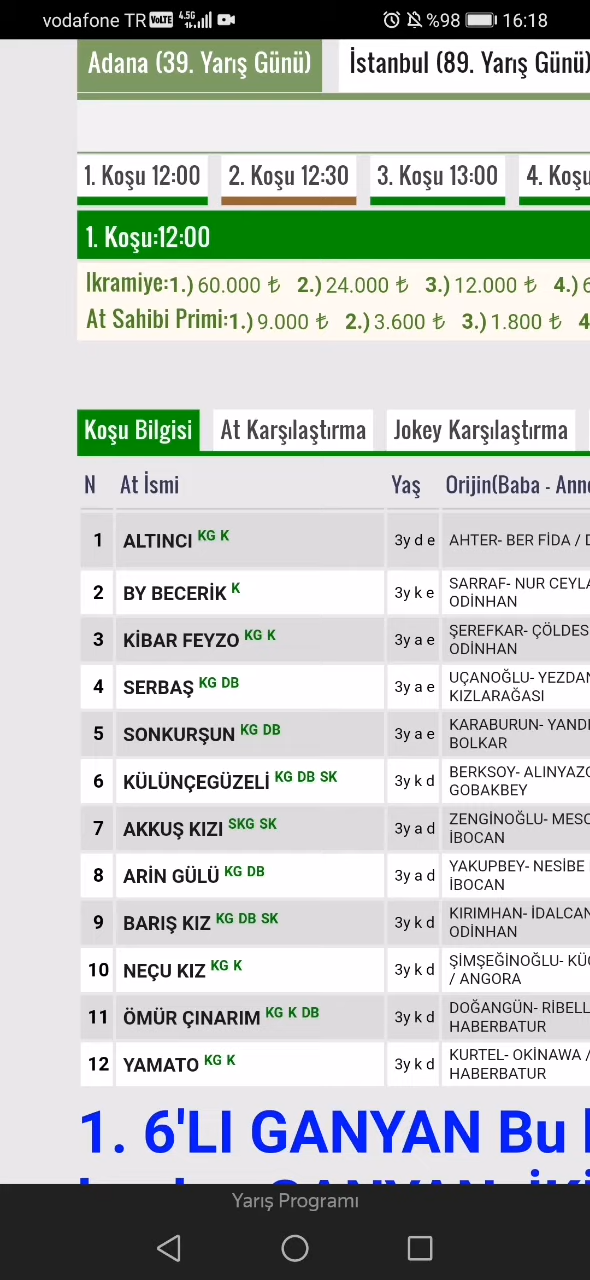 vodafone TR VoLTE 4.5G %98 16:18
Adana (39. Yarış Günü) İstanbul (89. Yarış Günü)
1. Koşu 12:00 2. Koşu 12:30 3. Koşu 13:00 4. Koşu
1. Koşu:12:00
Ikramiye:1.) 60.000 ₺ 2.) 24.000 ₺ 3.) 12.000 ₺ 4.) 6
At Sahibi Primi:1.) 9.000 ₺ 2.) 3.600 ₺ 3.) 1.800 ₺ 4
Koşu Bilgisi At Karşılaştırma Jokey Karşılaştırma
N At İsmi Yaş Orijin(Baba - Anne
1 ALTINCI KG K 3y d e AHTER- BER FİDA / D
2 BY BECERİK K 3y k e SARRAF- NUR CEYLA
ODİNHAN
3 KİBAR FEYZO KG K 3y a e ŞEREFKAR- ÇÖLDES
ODİNHAN
4 SERBAŞ KG DB 3y a e UÇANOĞLU- YEZDAN
KIZLARAĞASI
5 SONKURŞUN KG DB 3y a e KARABURUN- YANDI
BOLKAR
6 KÜLÜNÇEGÜZELİ KG DB SK 3y k d BERKSOY- ALINYAZ
GOBAKBEY
7 AKKUŞ KIZI SKG SK 3y a d ZENGİNOĞLU- MESC
İBOCAN
8 ARİN GÜLÜ KG DB 3y a d YAKUPBEY- NESİBE
İBOCAN
9 BARIŞ KIZ KG DB SK 3y k d KIRIMHAN- İDALCAN
ODİNHAN
10 NEÇU KIZ KG K 3y k d ŞİMŞEĞİNOĞLU- KÜÇ
/ ANGORA
11 ÖMÜR ÇINARIM KG K DB 3y k d DOĞANGÜN- RİBELL
HABERBATUR
12 YAMATO KG K 3y k d KURTEL- OKİNAWA /
HABERBATUR
1. 6'LI GANYAN Bu
Yarış Programı